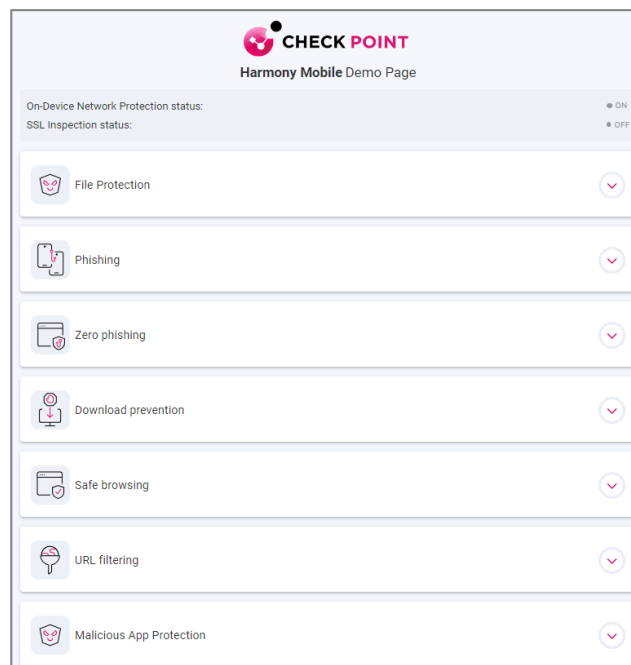 CHECK POINT
Harmony Mobile Demo Page
On-Device Network Protection status: ON
SSL Inspection status: OFF
File Protection
Phishing
Zero phishing
Download prevention
Safe browsing
URL filtering
Malicious App Protection